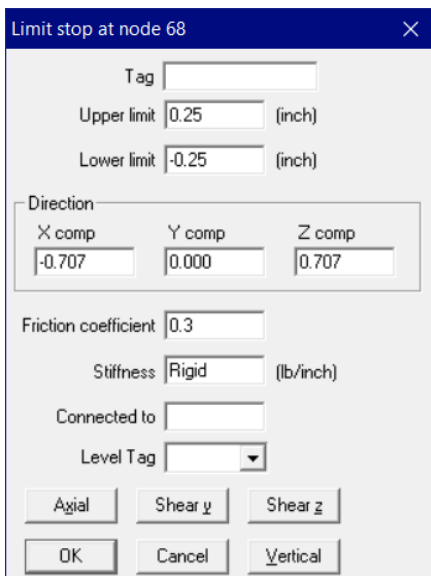 Limit stop at node 68
Tag
Upper limit 0.25 (inch)
Lower limit -0.25 (inch)
Direction
X comp Y comp Z comp
-0.707 0.000 0.707
Friction coefficient 0.3
Stiffness Rigid (lb/inch)
Connected to
Level Tag
Axial Shear y Shear z
OK Cancel Vertical